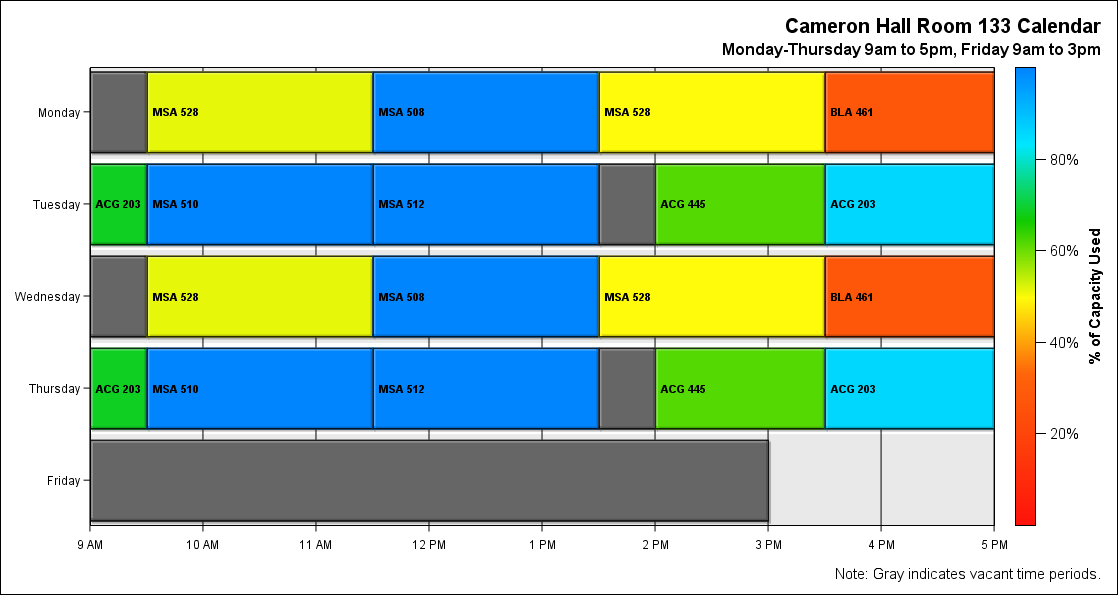 Cameron Hall Room 133 Calendar
Monday-Thursday 9am to 5pm, Friday 9am to 3pm
Monday
MSA 528
MSA 508
MSA 528
BLA 461
Tuesday
ACG 203
MSA 510
MSA 512
ACG 445
ACG 203
Wednesday
MSA 528
MSA 508
MSA 528
BLA 461
Thursday
ACG 203
MSA 510
MSA 512
ACG 445
ACG 203
Friday
9 AM
10 AM
11 AM
12 PM
1 PM
2 PM
3 PM
4 PM
5 PM
80%
60%
40%
20%
% of Capacity Used
Note: Gray indicates vacant time periods.